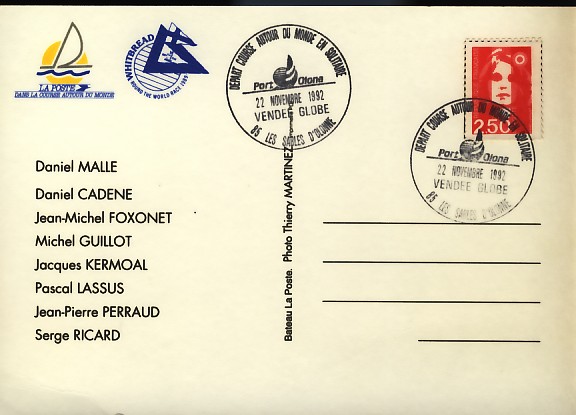 LA POSTE
DANS LA COURSE AUTOUR DU MONDE
WHITBREAD
ROUND THE WORLD RACE
DEPART COURSE AUTOUR DU MONDE EN SOLITAIRE
Port Olona
22 NOVEMBRE 1992
VENDEE GLOBE
85 LES SABLES D'OLONNE
2,50
DEPART COURSE AUTOUR DU MONDE EN SOLITAIRE
Port Olona
22 NOVEMBRE 1992
VENDEE GLOBE
85 LES SABLES D'OLONNE
Daniel MALLE
Daniel CADENE
Jean-Michel FOXONET
Michel GUILLOT
Jacques KERMOAL
Pascal LASSUS
Jean-Pierre PERRAUD
Serge RICARD
Bateau La Poste. Photo Thierry MARTINEZ